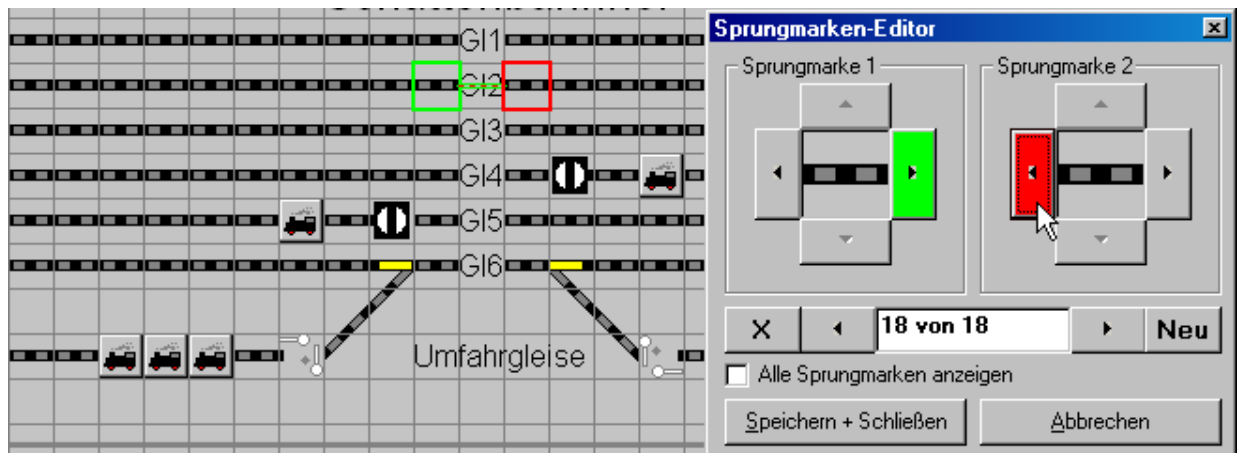 Gl1
Gl2
Gl3
Gl4
Gl5
Gl6
Umfahrgleise
Sprungmarken-Editor
Sprungmarke 1
Sprungmarke 2
X
18 von 18
Neu
Alle Sprungmarken anzeigen
Speichern + Schließen
Abbrechen